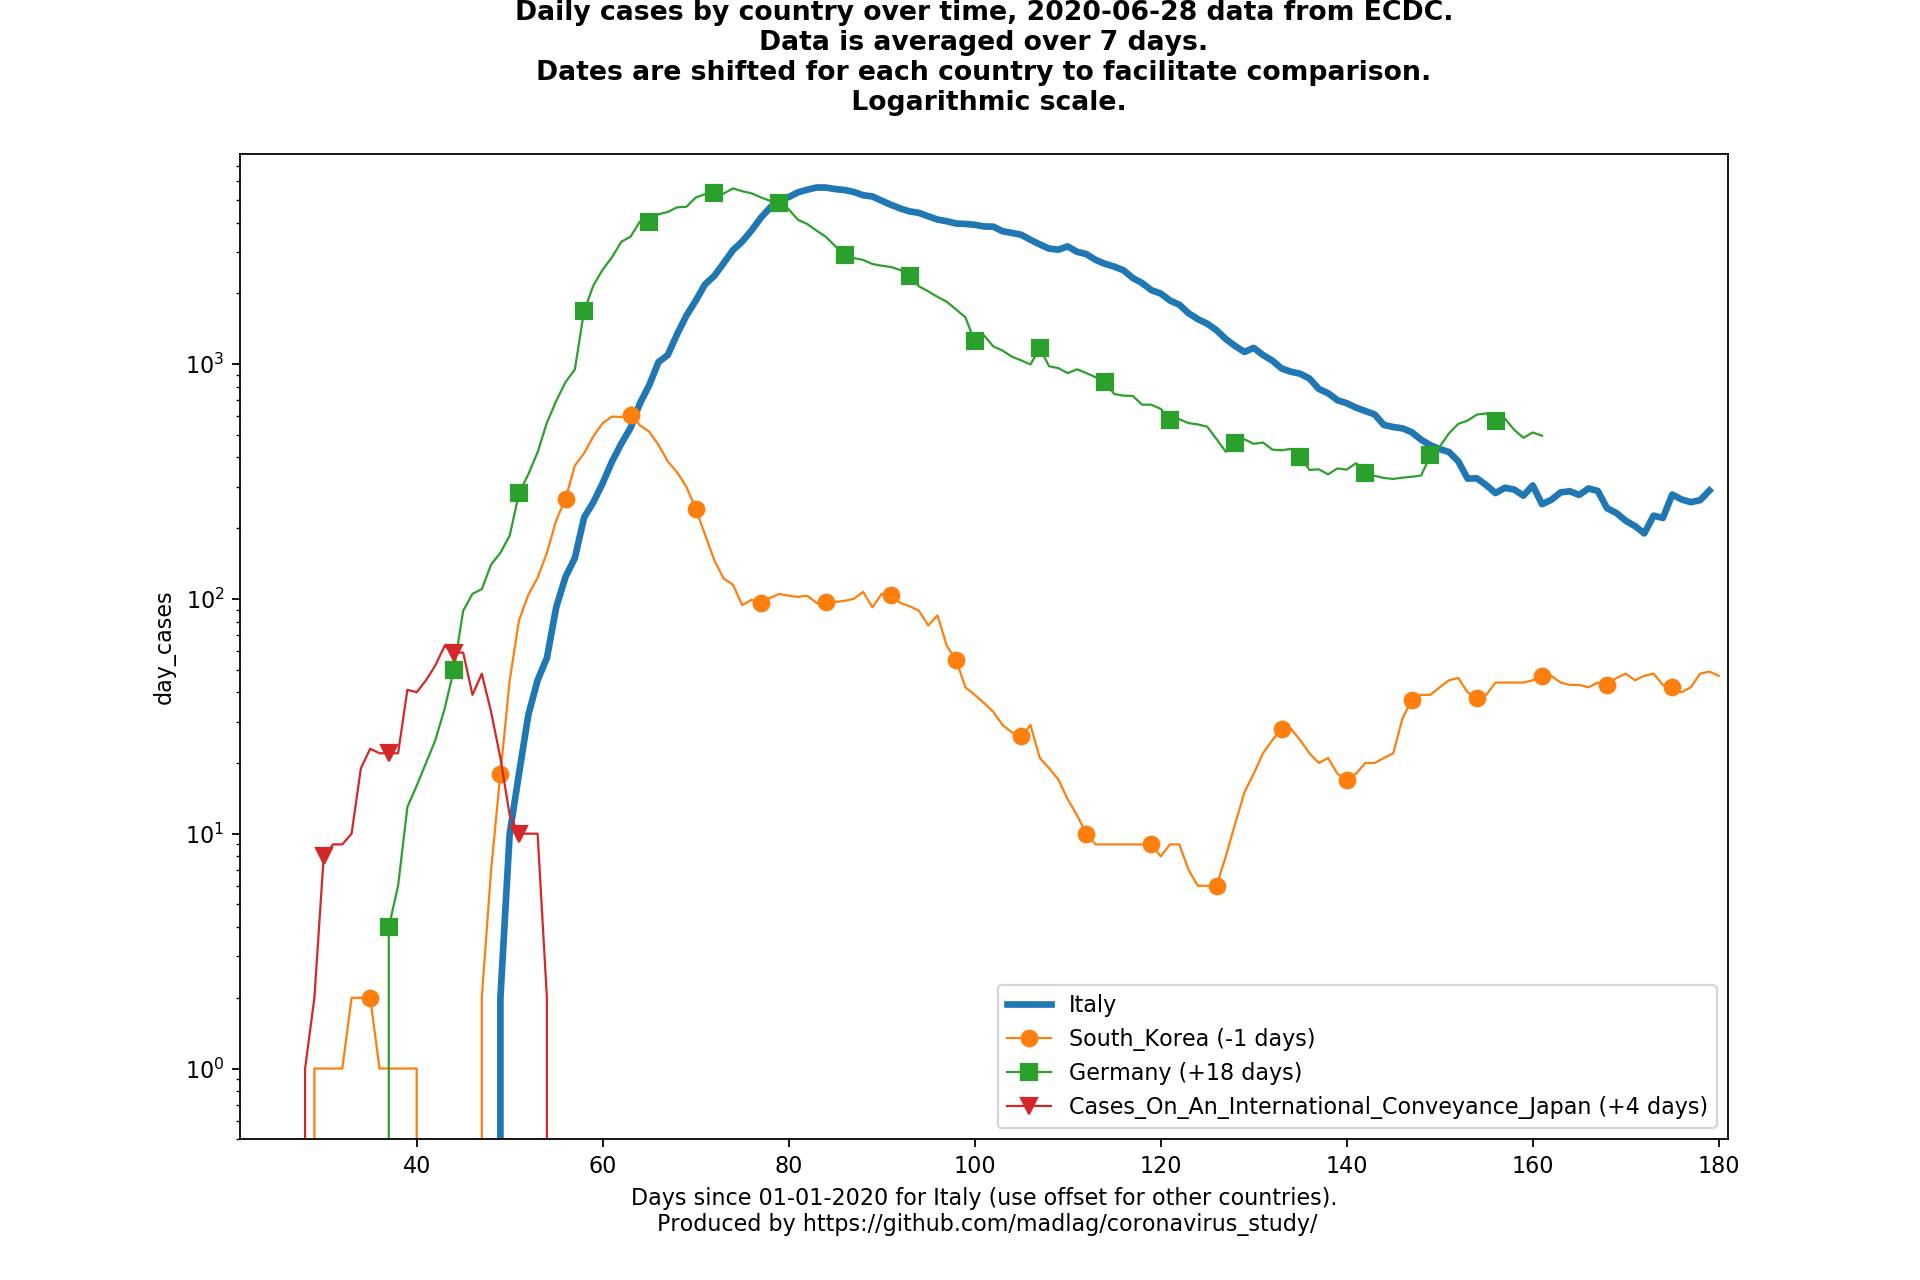 Daily cases by country over time, 2020-06-28 data from ECDC.
Data is averaged over 7 days.
Dates are shifted for each country to facilitate comparison.
Logarithmic scale.
10³
10²
10¹
10⁰
day_cases
Italy
South_Korea (-1 days)
Germany (+18 days)
Cases_On_An_International_Conveyance_Japan (+4 days)
40 60 80 100 120 140 160 180
Days since 01-01-2020 for Italy (use offset for other countries).
Produced by https://github.com/madlag/coronavirus_study/